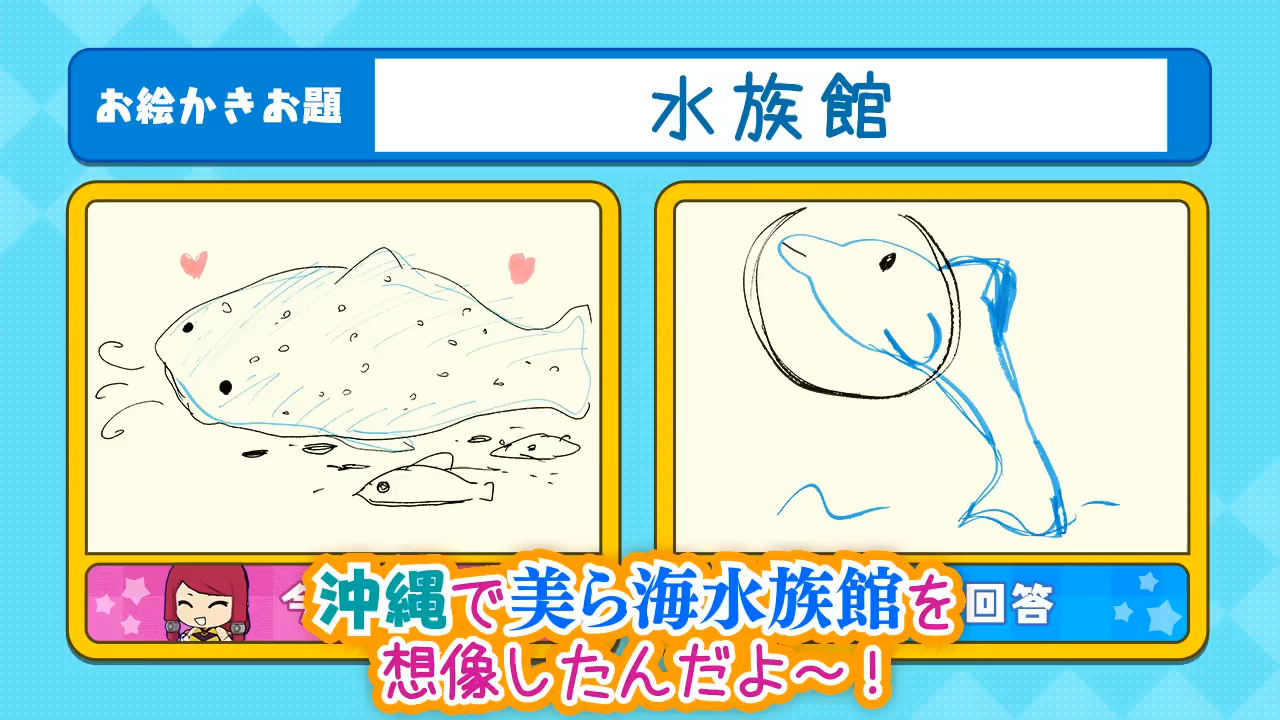 お絵かきお題
水族館
回答
沖縄で美ら海水族館を
想像したんだよ～！